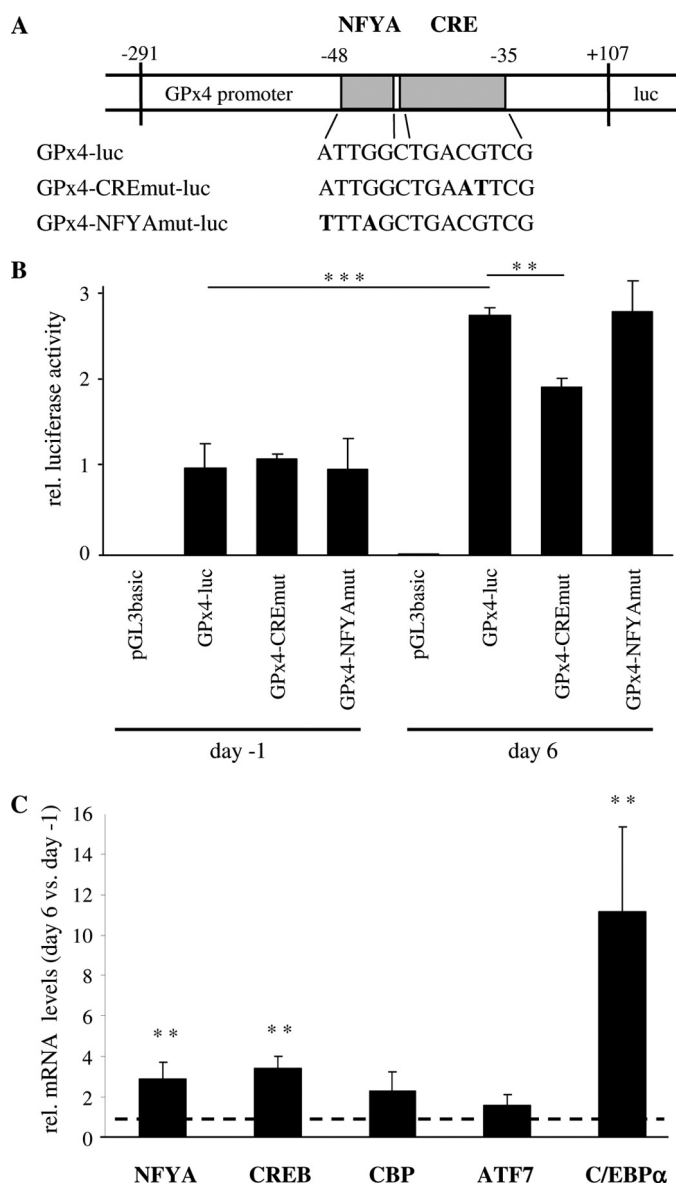 A
NFYA CRE
-291 -48 -35 +107
GPx4 promoter luc
GPx4-luc ATTGGCTGACGTCG
GPx4-CREmut-luc ATTGGCTGAATTCG
GPx4-NFYAmut-luc TTTAGCTGACGTCG
B
* * * * *
rel. luciferase activity
3
2
1
0
pGL3basic
GPx4-luc
GPx4-CREmut
GPx4-NFYAmut
pGL3basic
GPx4-luc
GPx4-CREmut
GPx4-NFYAmut
day -1 day 6
C
rel. mRNA levels (day 6 vs. day -1)
16
14
12
10
8
6
4
2
0
* *
* *
* *
NFYA CREB CBP ATF7 C/EBPα